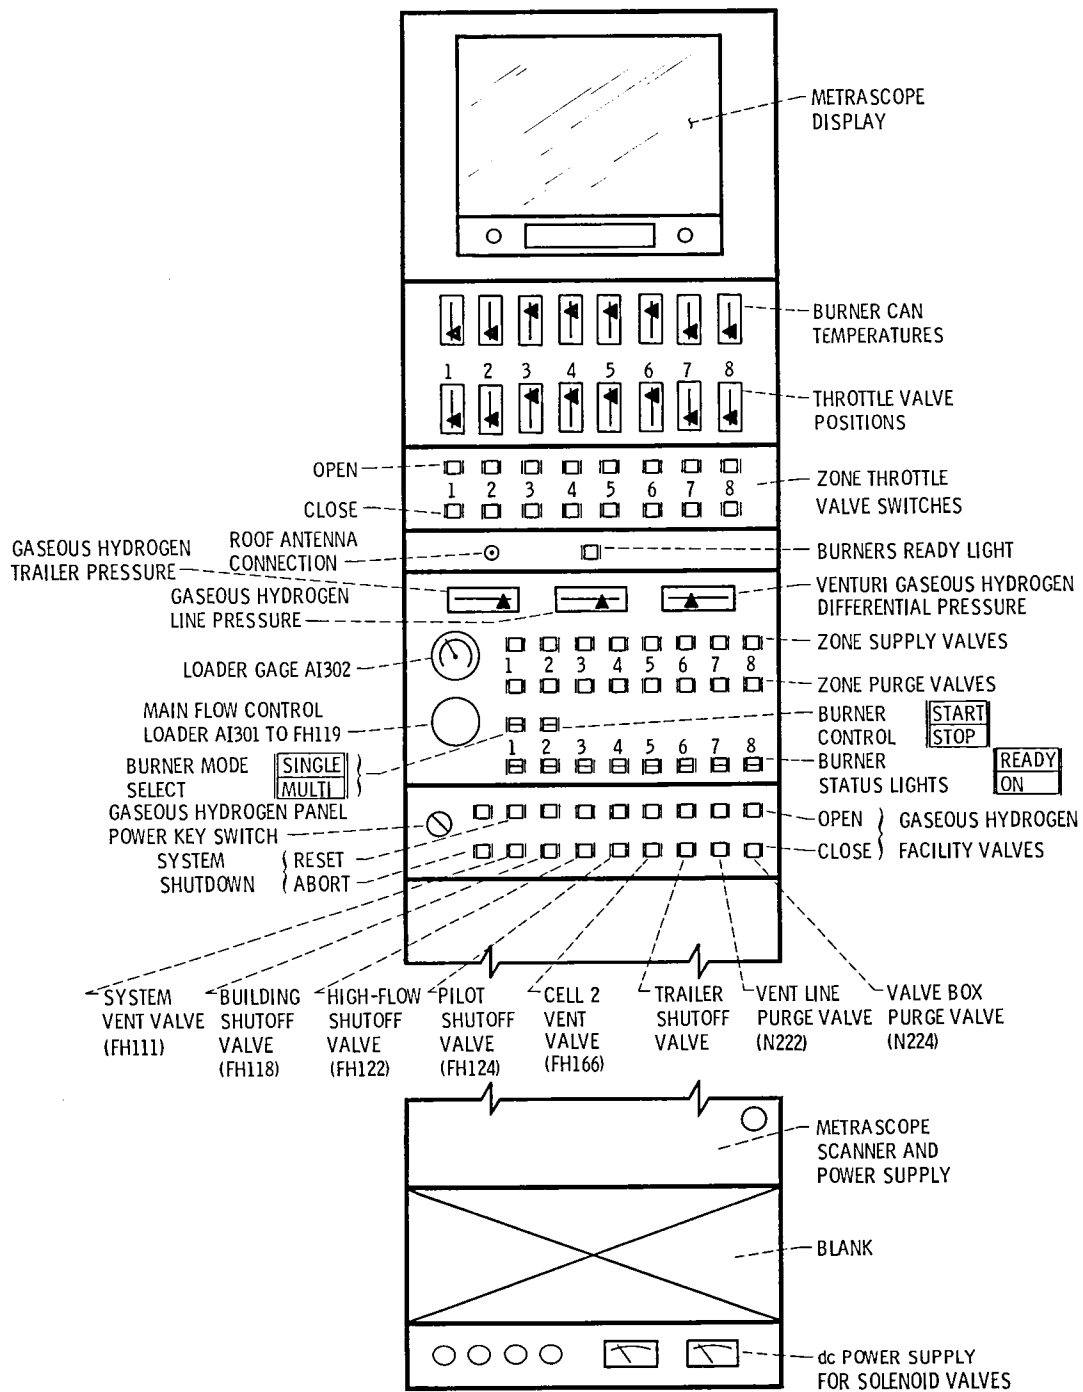 METRASCOPE
DISPLAY
BURNER CAN
TEMPERATURES
1 2 3 4 5 6 7 8
THROTTLE VALVE
POSITIONS
OPEN
1 2 3 4 5 6 7 8
CLOSE
ZONE THROTTLE
VALVE SWITCHES
ROOF ANTENNA
CONNECTION
BURNERS READY LIGHT
GASEOUS HYDROGEN
TRAILER PRESSURE
GASEOUS HYDROGEN
LINE PRESSURE
VENTURI GASEOUS HYDROGEN
DIFFERENTIAL PRESSURE
ZONE SUPPLY VALVES
LOADER GAGE AI302
1 2 3 4 5 6 7 8
ZONE PURGE VALVES
MAIN FLOW CONTROL
LOADER AI301 TO FH119
BURNER
CONTROL
START
STOP
BURNER MODE
SELECT
SINGLE
MULTI
1 2 3 4 5 6 7 8
BURNER
STATUS LIGHTS
READY
ON
GASEOUS HYDROGEN PANEL
POWER KEY SWITCH
OPEN
CLOSE
GASEOUS HYDROGEN
FACILITY VALVES
SYSTEM
SHUTDOWN
RESET
ABORT
SYSTEM
VENT VALVE
(FH111)
BUILDING
SHUTOFF
VALVE
(FH118)
HIGH-FLOW
SHUTOFF
VALVE
(FH122)
PILOT
SHUTOFF
VALVE
(FH124)
CELL 2
VENT
VALVE
(FH166)
TRAILER
SHUTOFF
VALVE
VENT LINE
PURGE VALVE
(N222)
VALVE BOX
PURGE VALVE
(N224)
METRASCOPE
SCANNER AND
POWER SUPPLY
BLANK
dc POWER SUPPLY
FOR SOLENOID VALVES